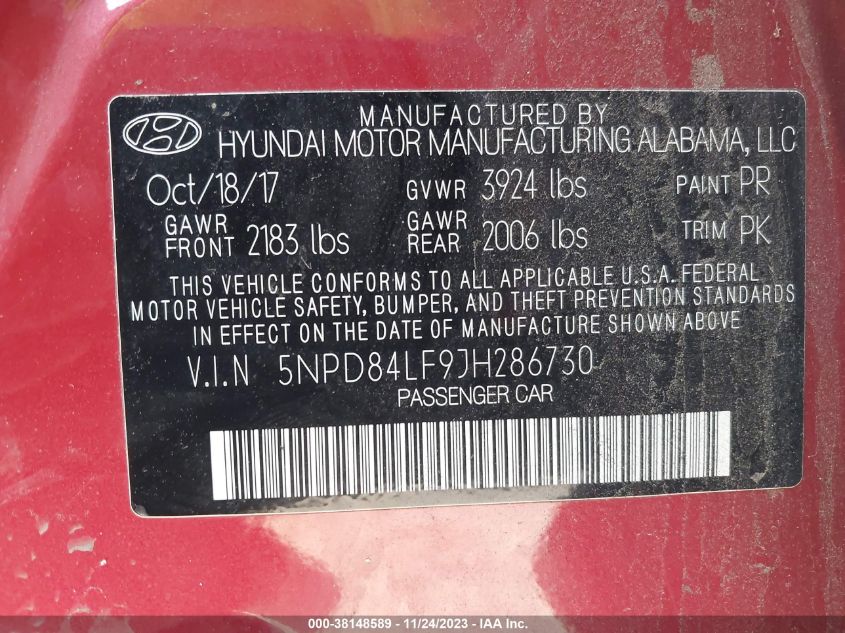 MANUFACTURED BY
HYUNDAI MOTOR MANUFACTURING ALABAMA, LLC
Oct/18/17 GVWR 3924 lbs PAINT PR
GAWR FRONT 2183 lbs GAWR REAR 2006 lbs TRIM PK
THIS VEHICLE CONFORMS TO ALL APPLICABLE U.S.A. FEDERAL
MOTOR VEHICLE SAFETY, BUMPER, AND THEFT PREVENTION STANDARDS
IN EFFECT ON THE DATE OF MANUFACTURE SHOWN ABOVE
V.I.N 5NPD84LF9JH286730
PASSENGER CAR
000-38148589 - 11/24/2023 - IAAI.com